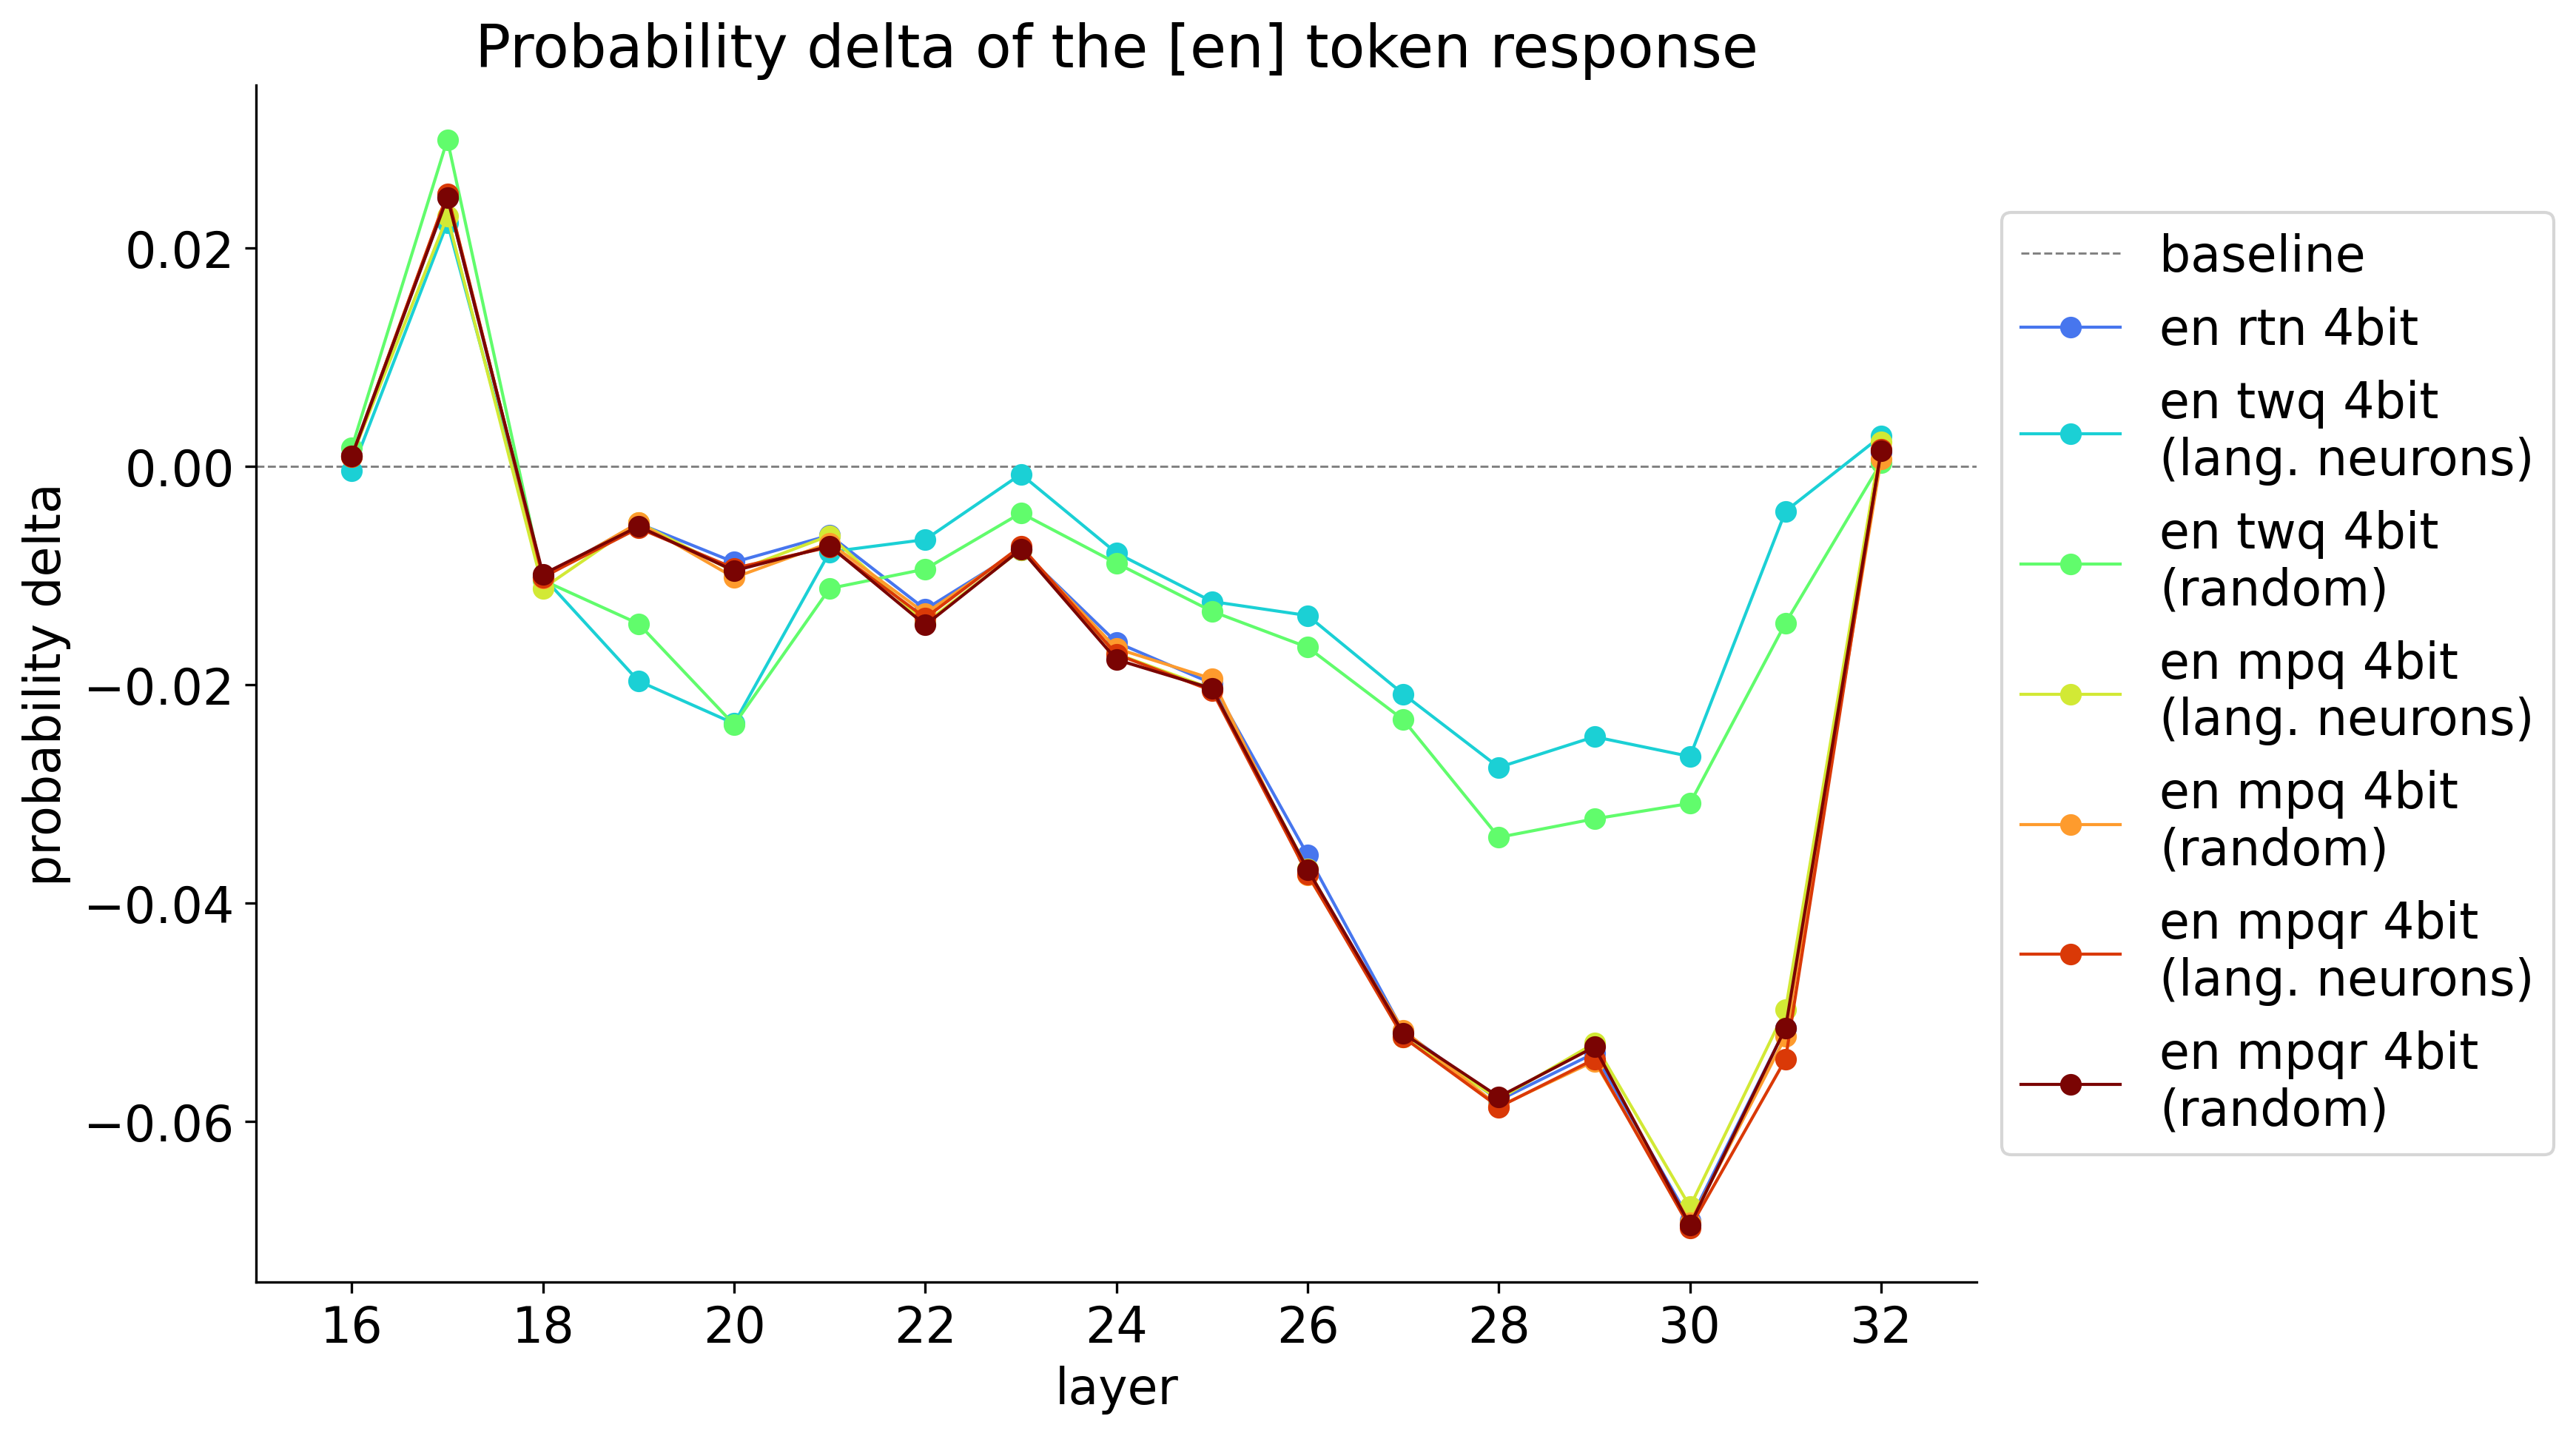 Probability delta of the [en] token response
probability delta
0.02
0.00
−0.02
−0.04
−0.06
16 18 20 22 24 26 28 30 32
layer
baseline
en rtn 4bit
en twq 4bit
(lang. neurons)
en twq 4bit
(random)
en mpq 4bit
(lang. neurons)
en mpq 4bit
(random)
en mpqr 4bit
(lang. neurons)
en mpqr 4bit
(random)